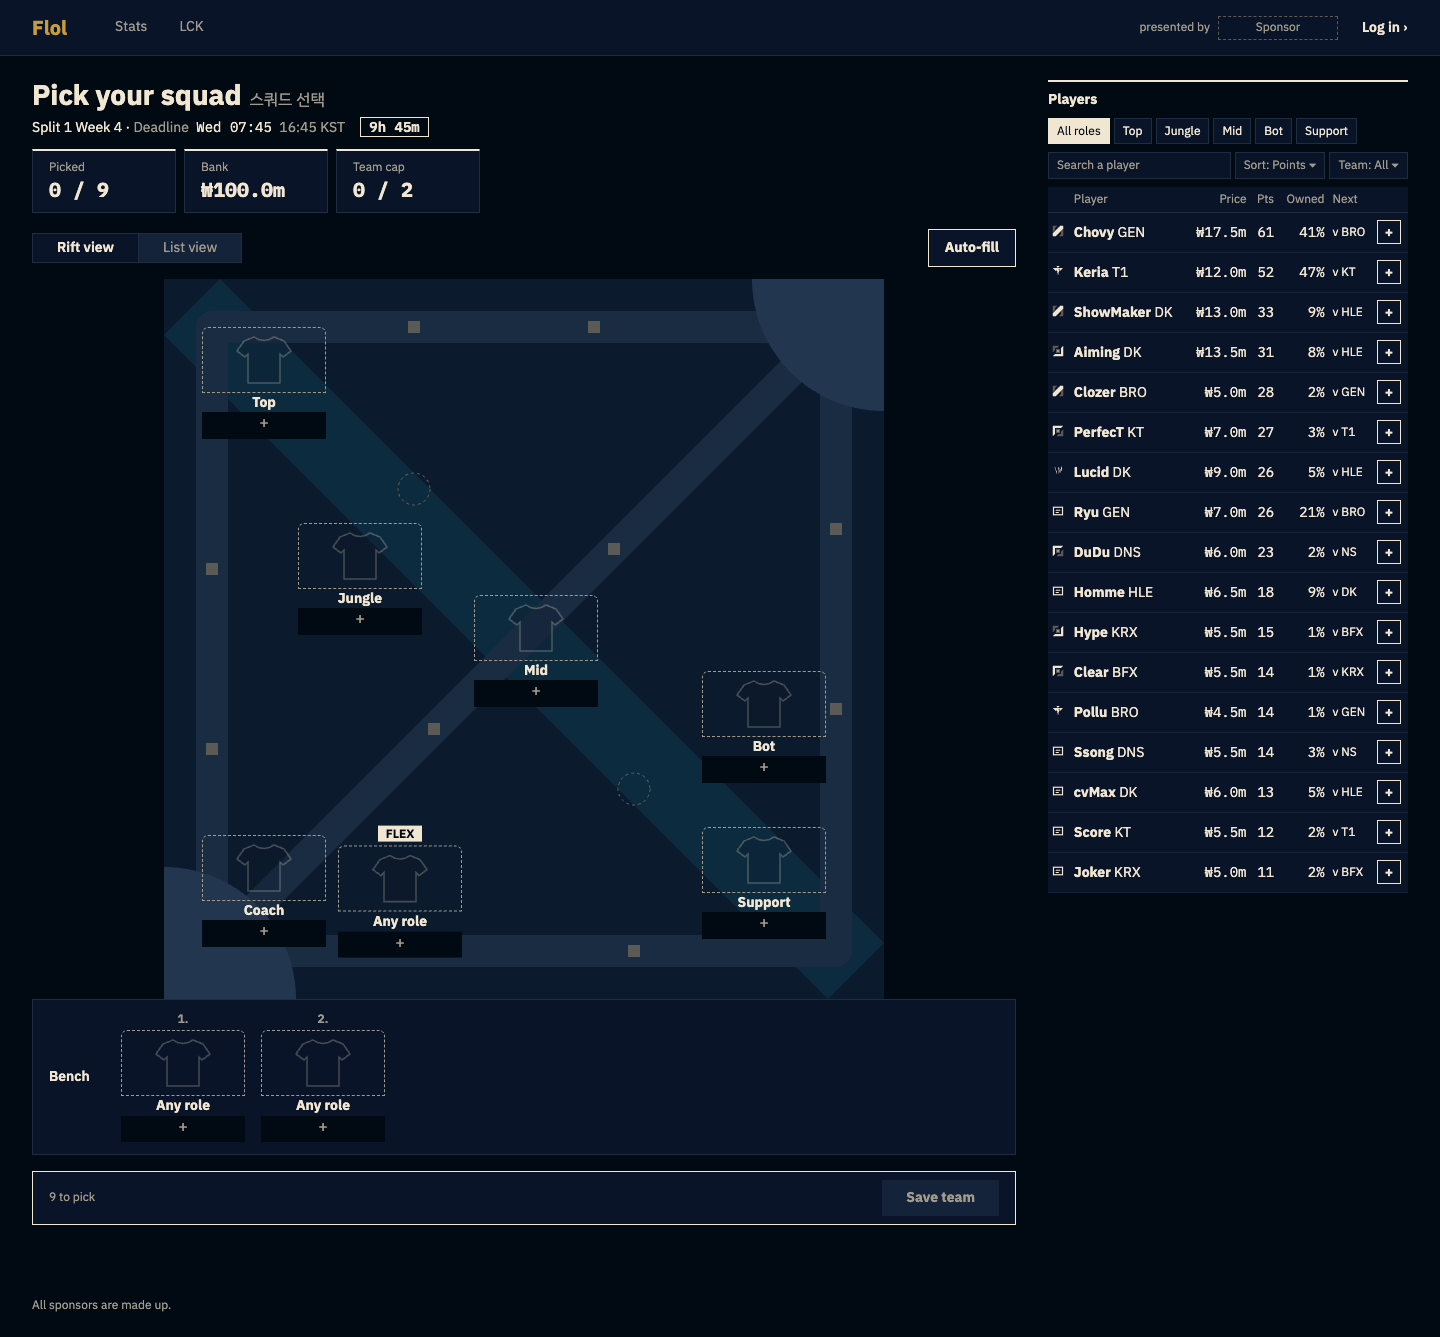 Flol
Stats
LCK
presented by
Sponsor
Log in ›
Pick your squad 스쿼드 선택
Split 1 Week 4 · Deadline Wed 07:45 16:45 KST 9h 45m
Picked
0 / 9
Bank
₩100.0m
Team cap
0 / 2
Rift view
List view
Auto-fill
Top
+
Jungle
+
Mid
+
Bot
+
Coach
+
FLEX
Any role
+
Support
+
Bench
1.
Any role
+
2.
Any role
+
9 to pick
Save team
Players
All roles
Top
Jungle
Mid
Bot
Support
Search a player
Sort: Points
Team: All
Player Price Pts Owned Next
Chovy GEN ₩17.5m 61 41% v BRO +
Keria T1 ₩12.0m 52 47% v KT +
ShowMaker DK ₩13.0m 33 9% v HLE +
Aiming DK ₩13.5m 31 8% v HLE +
Clozer BRO ₩5.0m 28 2% v GEN +
PerfecT KT ₩7.0m 27 3% v T1 +
Lucid DK ₩9.0m 26 5% v HLE +
Ryu GEN ₩7.0m 26 21% v BRO +
DuDu DNS ₩6.0m 23 2% v NS +
Homme HLE ₩6.5m 18 9% v DK +
Hype KRX ₩5.5m 15 1% v BFX +
Clear BFX ₩5.5m 14 1% v KRX +
Pollu BRO ₩4.5m 14 1% v GEN +
Ssong DNS ₩5.5m 14 3% v NS +
cvMax DK ₩6.0m 13 5% v HLE +
Score KT ₩5.5m 12 2% v T1 +
Joker KRX ₩5.0m 11 2% v BFX +
All sponsors are made up.